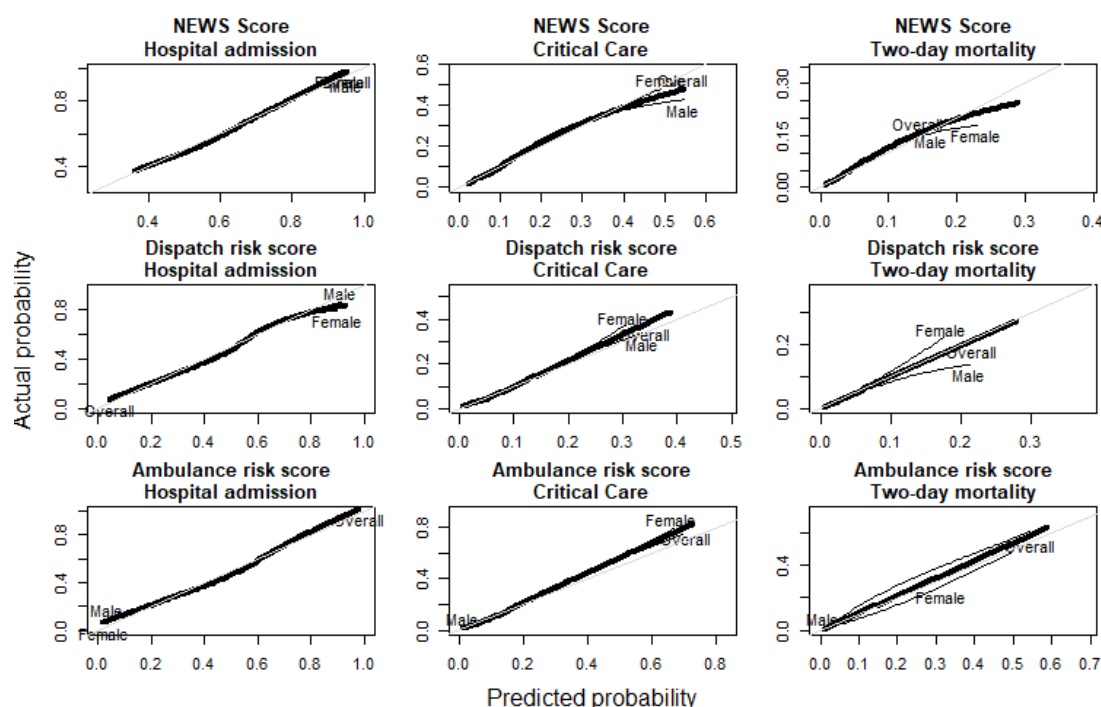 NEWS Score
Hospital admission
NEWS Score
Critical Care
NEWS Score
Two-day mortality
0.4
0.8
Overall
Male
0.4 0.6 0.8 1.0
0.0
0.2
0.4
0.6
Female
Overall
Male
0.0 0.1 0.2 0.3 0.4 0.5 0.6
0.00
0.15
0.30
Overall
Male
Female
0.0 0.1 0.2 0.3 0.4
Dispatch risk score
Hospital admission
Dispatch risk score
Critical Care
Dispatch risk score
Two-day mortality
Actual probability
0.0
0.4
0.8
Male
Female
Overall
0.0 0.2 0.4 0.6 0.8 1.0
0.0
0.2
0.4
Female
Overall
Male
0.0 0.1 0.2 0.3 0.4 0.5
0.0
0.2
Female
Overall
Male
0.0 0.1 0.2 0.3
Ambulance risk score
Hospital admission
Ambulance risk score
Critical Care
Ambulance risk score
Two-day mortality
0.0
0.4
0.8
Overall
Male
Female
0.0 0.2 0.4 0.6 0.8 1.0
0.0
0.4
0.8
Female
Overall
Male
0.0 0.2 0.4 0.6 0.8
0.0
0.4
Overall
Female
Male
0.0 0.1 0.2 0.3 0.4 0.5 0.6 0.7
Predicted probability